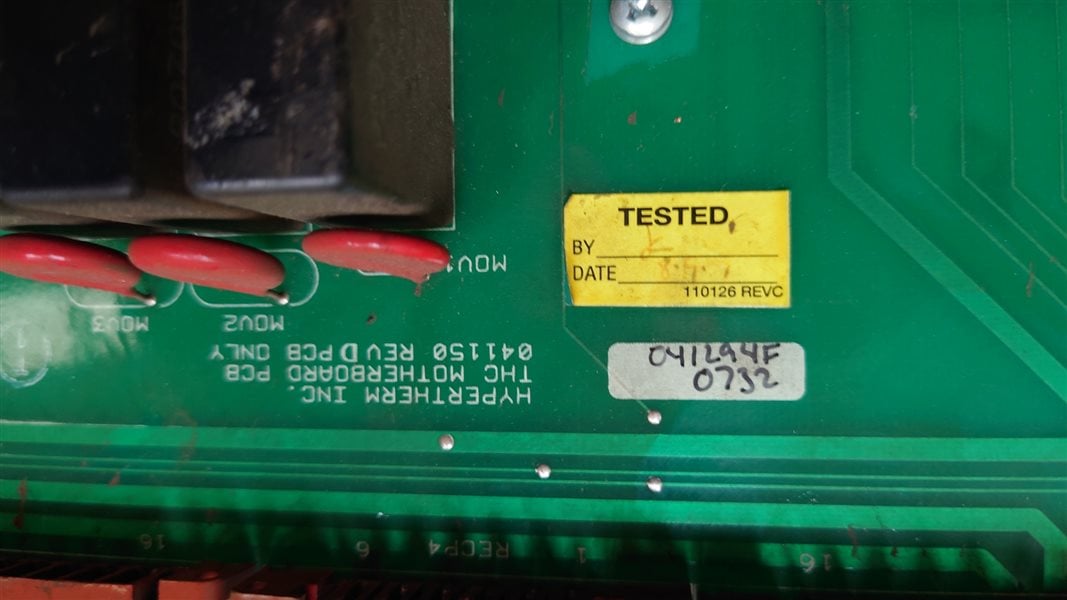 TESTED
BY
DATE
110126 REVC
041294F
0732
MOV1
MOV2
MOV3
HYPERTHERM INC.
THC MOTHERBOARD PCB
041150 REV D PCB ONLY
16
1
RECP4
6
16